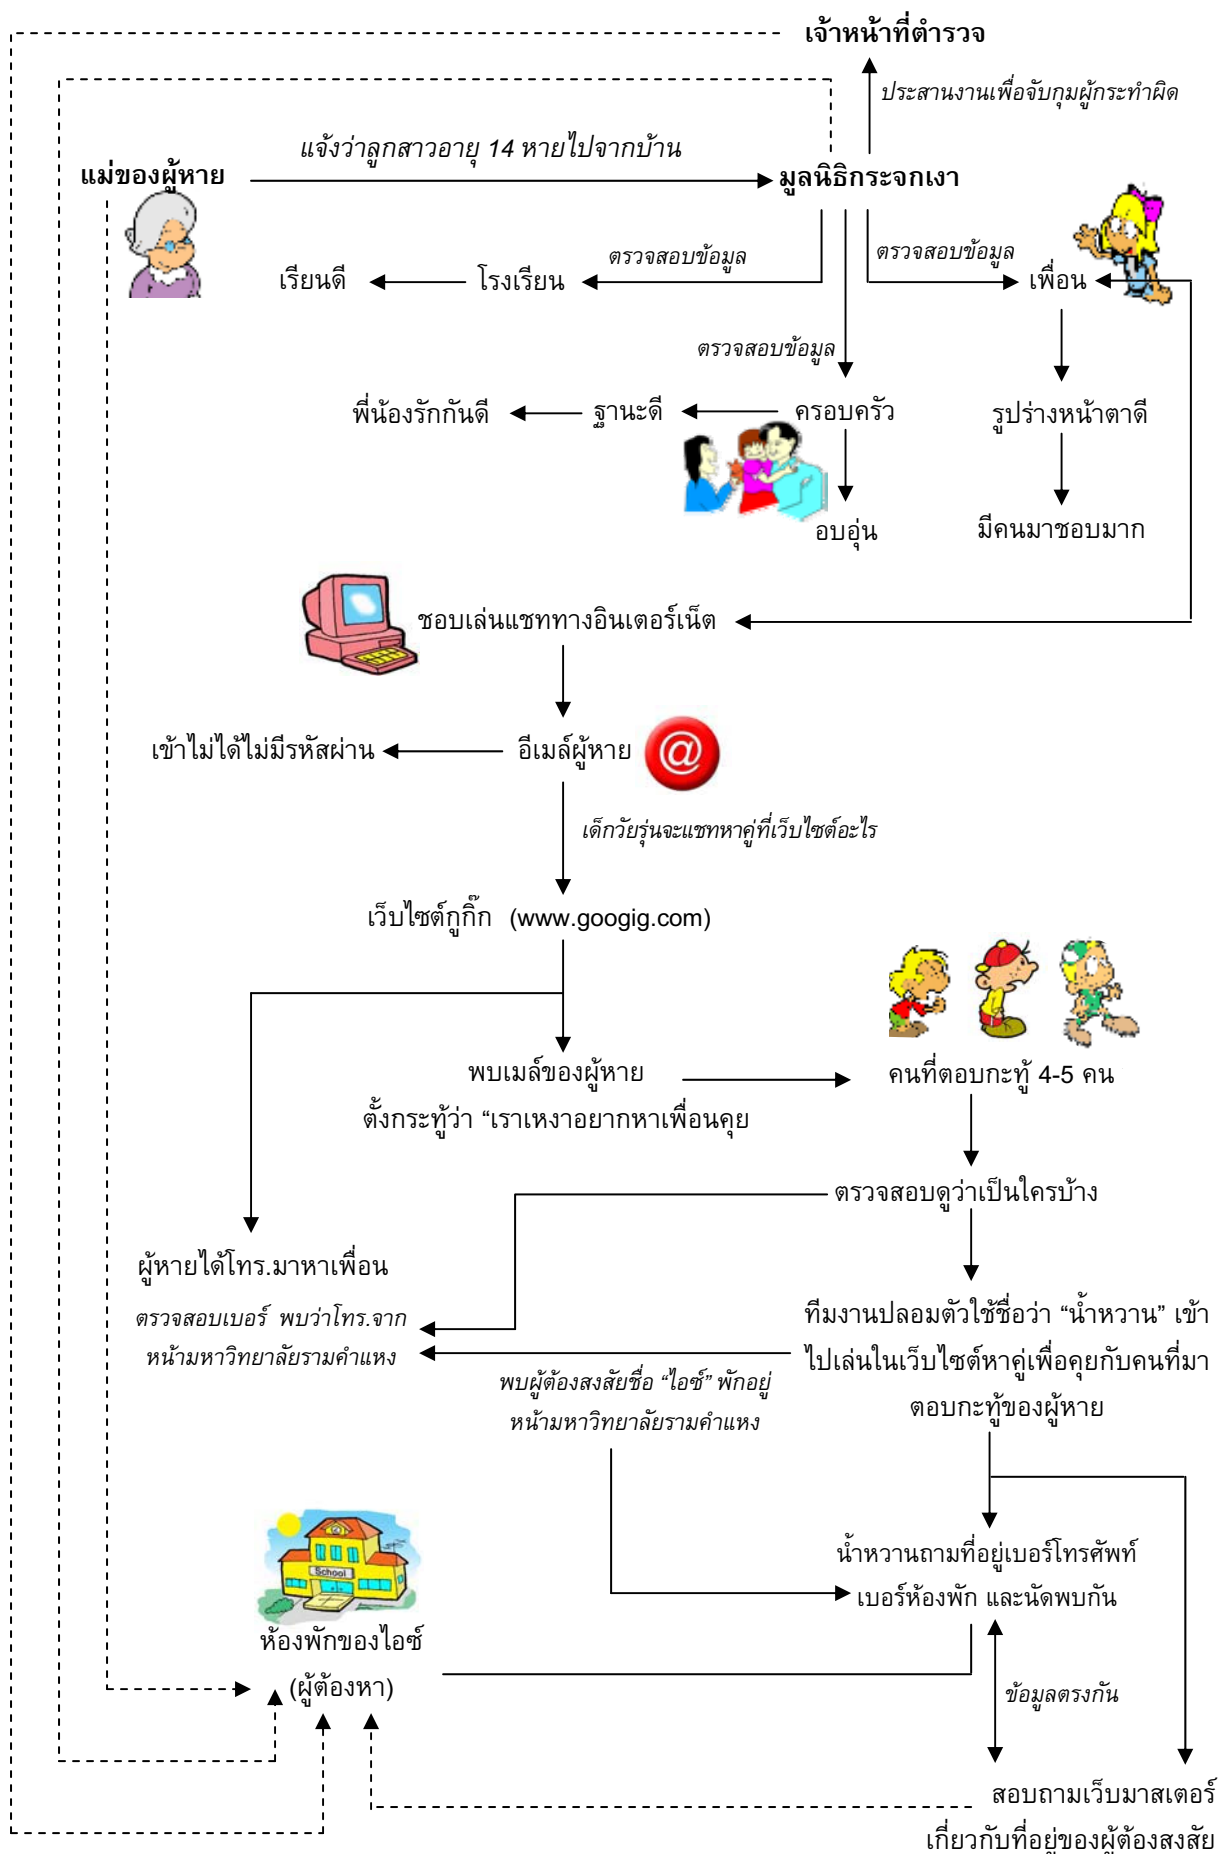 เจ้าหน้าที่ตำรวจ
ประสานงานเพื่อจับกุมผู้กระทำผิด
แจ้งว่าลูกสาวอายุ 14 หายไปจากบ้าน
แม่ของผู้หาย
มูลนิธิกระจกเงา
ตรวจสอบข้อมูล
ตรวจสอบข้อมูล
เรียนดี
โรงเรียน
เพื่อน
ตรวจสอบข้อมูล
พี่น้องรักกันดี
ฐานะดี
ครอบครัว
รูปร่างหน้าตาดี
อบอุ่น
มีคนมาชอบมาก
ชอบเล่นแชททางอินเตอร์เน็ต
เข้าไม่ได้ไม่มีรหัสผ่าน
อีเมล์ผู้หาย
@
เด็กวัยรุ่นจะแชทหาคู่ที่เว็บไซต์อะไร
เว็บไซต์กูกิ๊ก (www.googig.com)
พบเมล์ของผู้หาย
ตั้งกระทู้ว่า “เราเหงาอยากหาเพื่อนคุย
คนที่ตอบกะทู้ 4-5 คน
ตรวจสอบดูว่าเป็นใครบ้าง
ผู้หายได้โทร.มาหาเพื่อน
ตรวจสอบเบอร์ พบว่าโทร.จาก
หน้ามหาวิทยาลัยรามคำแหง
ทีมงานปลอมตัวใช้ชื่อว่า “น้ำหวาน” เข้า
ไปเล่นในเว็บไซต์หาคู่เพื่อคุยกับคนที่มา
ตอบกะทู้ของผู้หาย
พบผู้ต้องสงสัยชื่อ “ไอซ์” พักอยู่
หน้ามหาวิทยาลัยรามคำแหง
น้ำหวานถามที่อยู่เบอร์โทรศัพท์
เบอร์ห้องพัก และนัดพบกัน
School
ห้องพักของไอซ์
(ผู้ต้องหา)
ข้อมูลตรงกัน
สอบถามเว็บมาสเตอร์
เกี่ยวกับที่อยู่ของผู้ต้องสงสัย